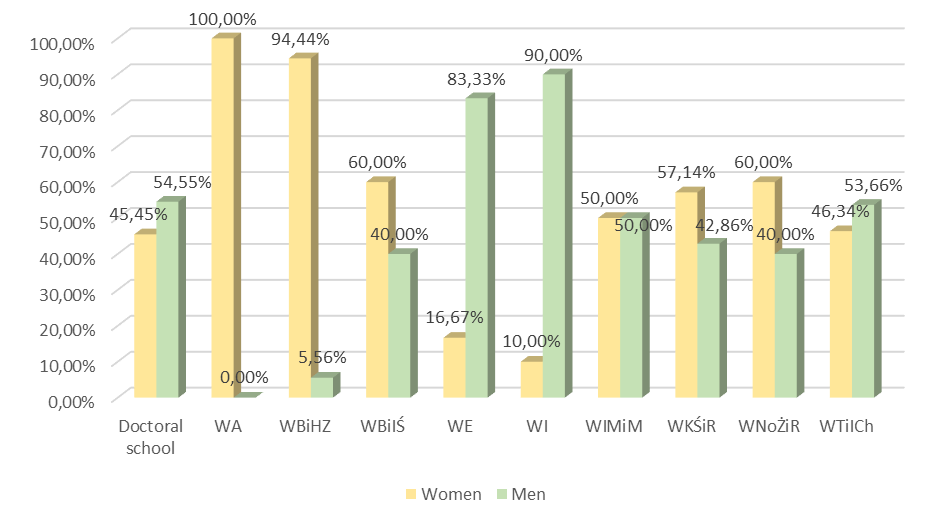 100,00%
94,44%
90,00%
83,33%
60,00%
57,14%
60,00%
54,55%
45,45%
40,00%
50,00%
50,00%
42,86%
40,00%
46,34%
53,66%
16,67%
10,00%
5,56%
0,00%
100,00%
90,00%
80,00%
70,00%
60,00%
50,00%
40,00%
30,00%
20,00%
10,00%
0,00%
Doctoral school
WA
WBiHZ
WBiIŚ
WE
WI
WIMiM
WKŚiR
WNoŻiR
WTiICh
Women
Men